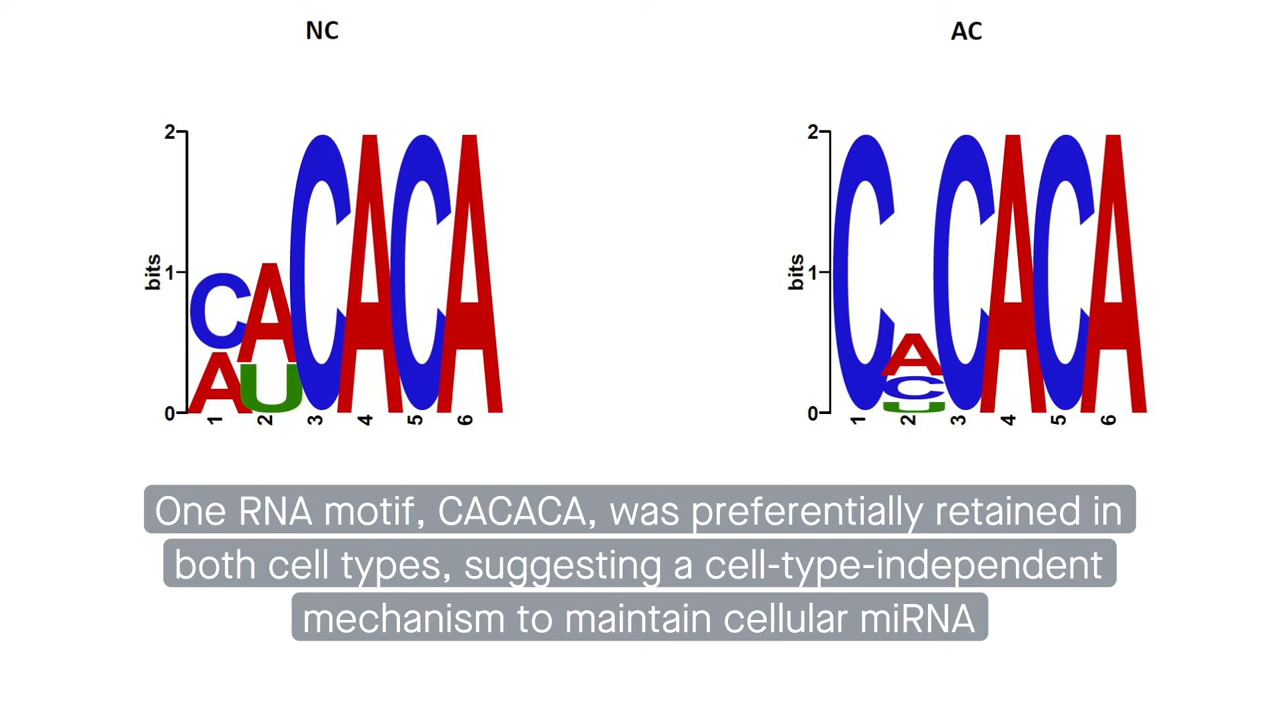 NC
AC
2
1
0
bits
C A C A C A
A U
1 2 3 4 5 6
2
1
0
bits
C A C A C A
C
U
1 2 3 4 5 6
One RNA motif, CACACA, was preferentially retained in
both cell types, suggesting a cell-type-independent
mechanism to maintain cellular miRNA